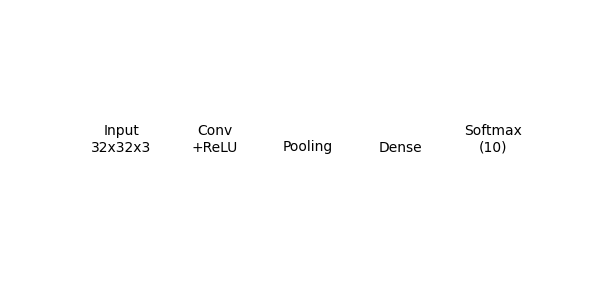 Input
32x32x3
Conv
+ReLU
Pooling
Dense
Softmax
(10)